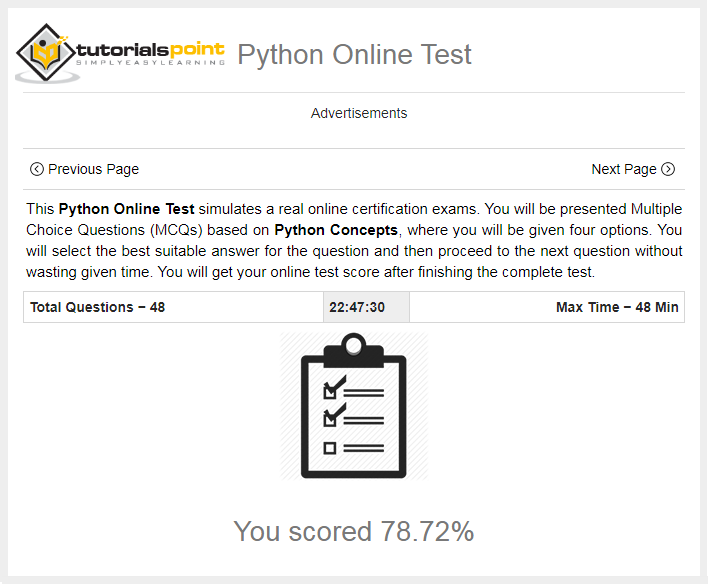 tutorialspoint
SIMPLYEASYLEARNING
Python Online Test
Advertisements
Previous Page
Next Page
This Python Online Test simulates a real online certification exams. You will be presented Multiple
Choice Questions (MCQs) based on Python Concepts, where you will be given four options. You
will select the best suitable answer for the question and then proceed to the next question without
wasting given time. You will get your online test score after finishing the complete test.
Total Questions − 48
22:47:30
Max Time − 48 Min
You scored 78.72%